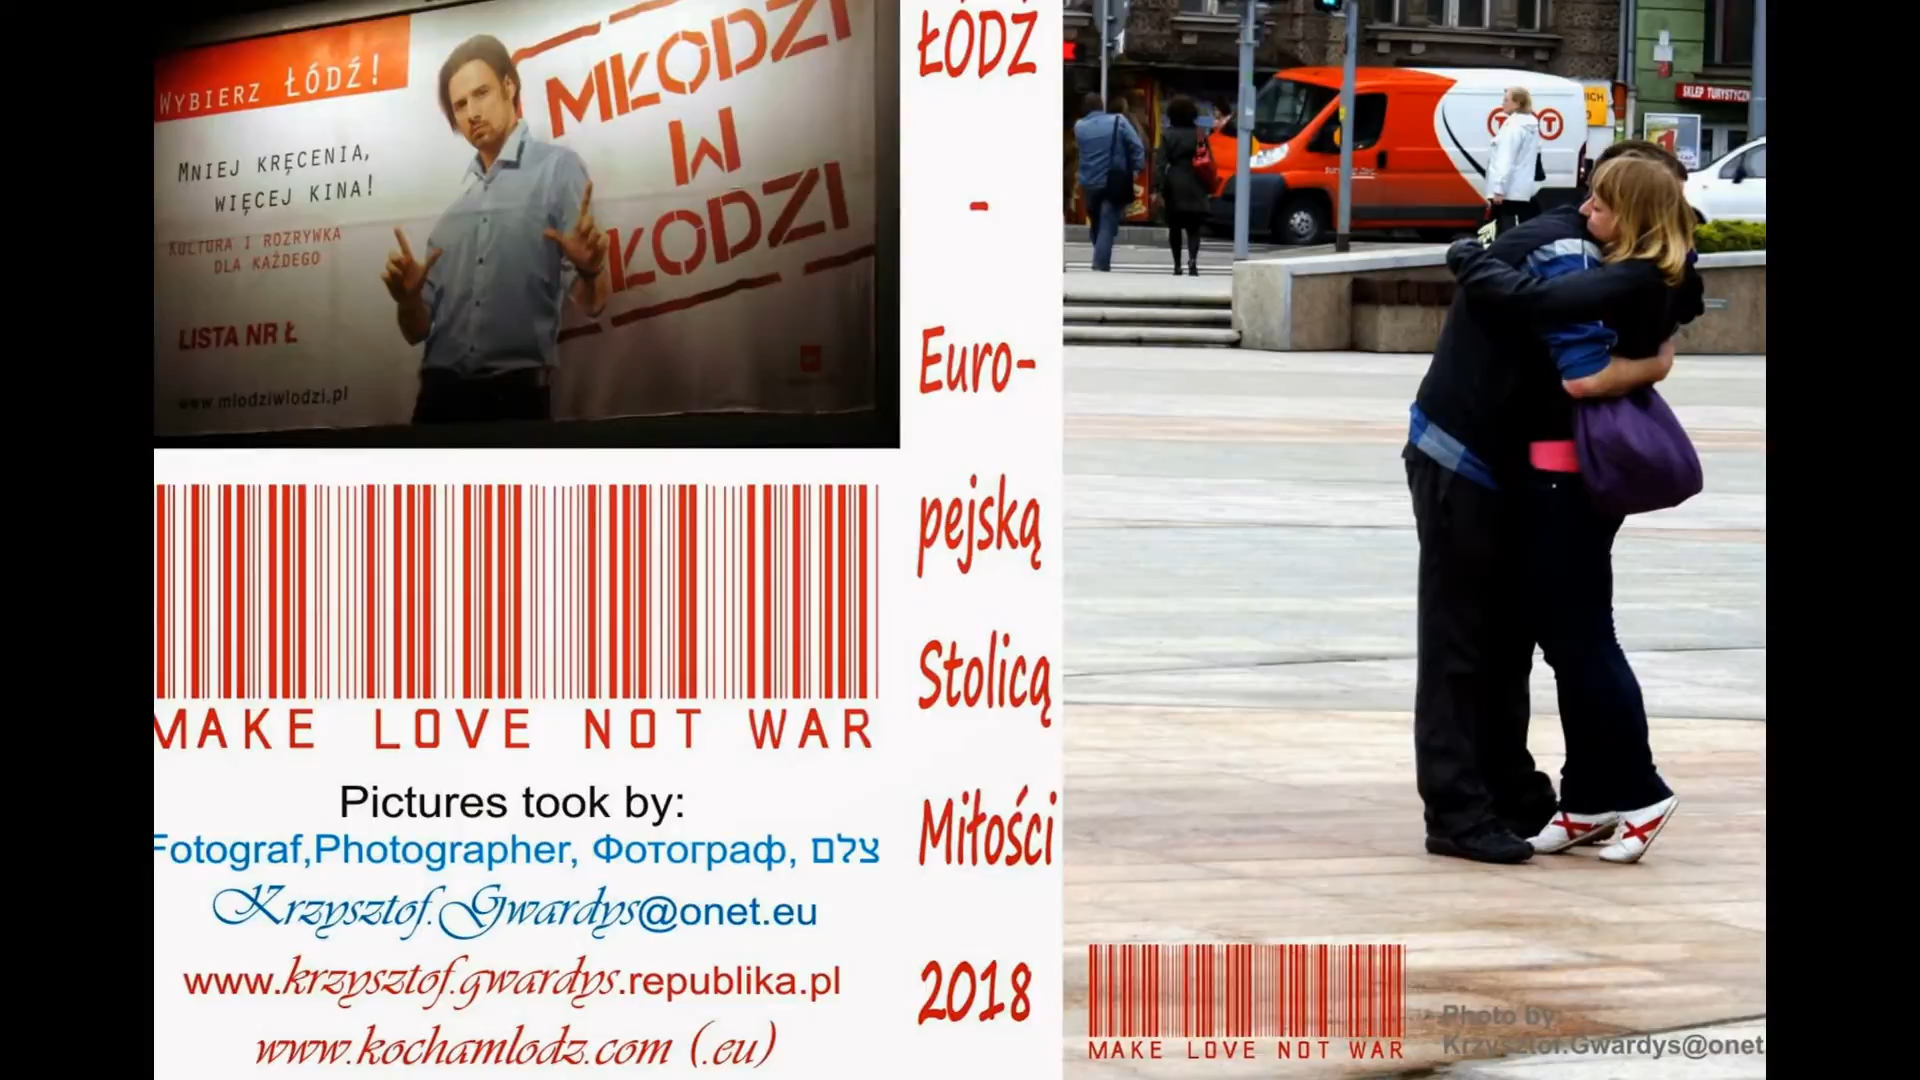 WYBIERZ ŁÓDŹ!
MNIEJ KRĘCENIA,
WIĘCEJ KINA!
KULTURA I ROZRYWKA
DLA KAŻDEGO
LISTA NR Ł
www.mlodziwlodzi.pl
MŁODZI
W
ŁODZI
MAKE LOVE NOT WAR
Pictures took by:
Fotograf,Photographer, Фотограф, צלם
Krzysztof.Gwardys@onet.eu
www.krzysztof.gwardys.republika.pl
www.kochamlodz.com (.eu)
ŁÓDŹ
-
Euro-
pejską
Stolicą
Miłości
2018
SKLEP TURYSTYCZN
MAKE LOVE NOT WAR
Photo by
Krzysztof.Gwardys@onet